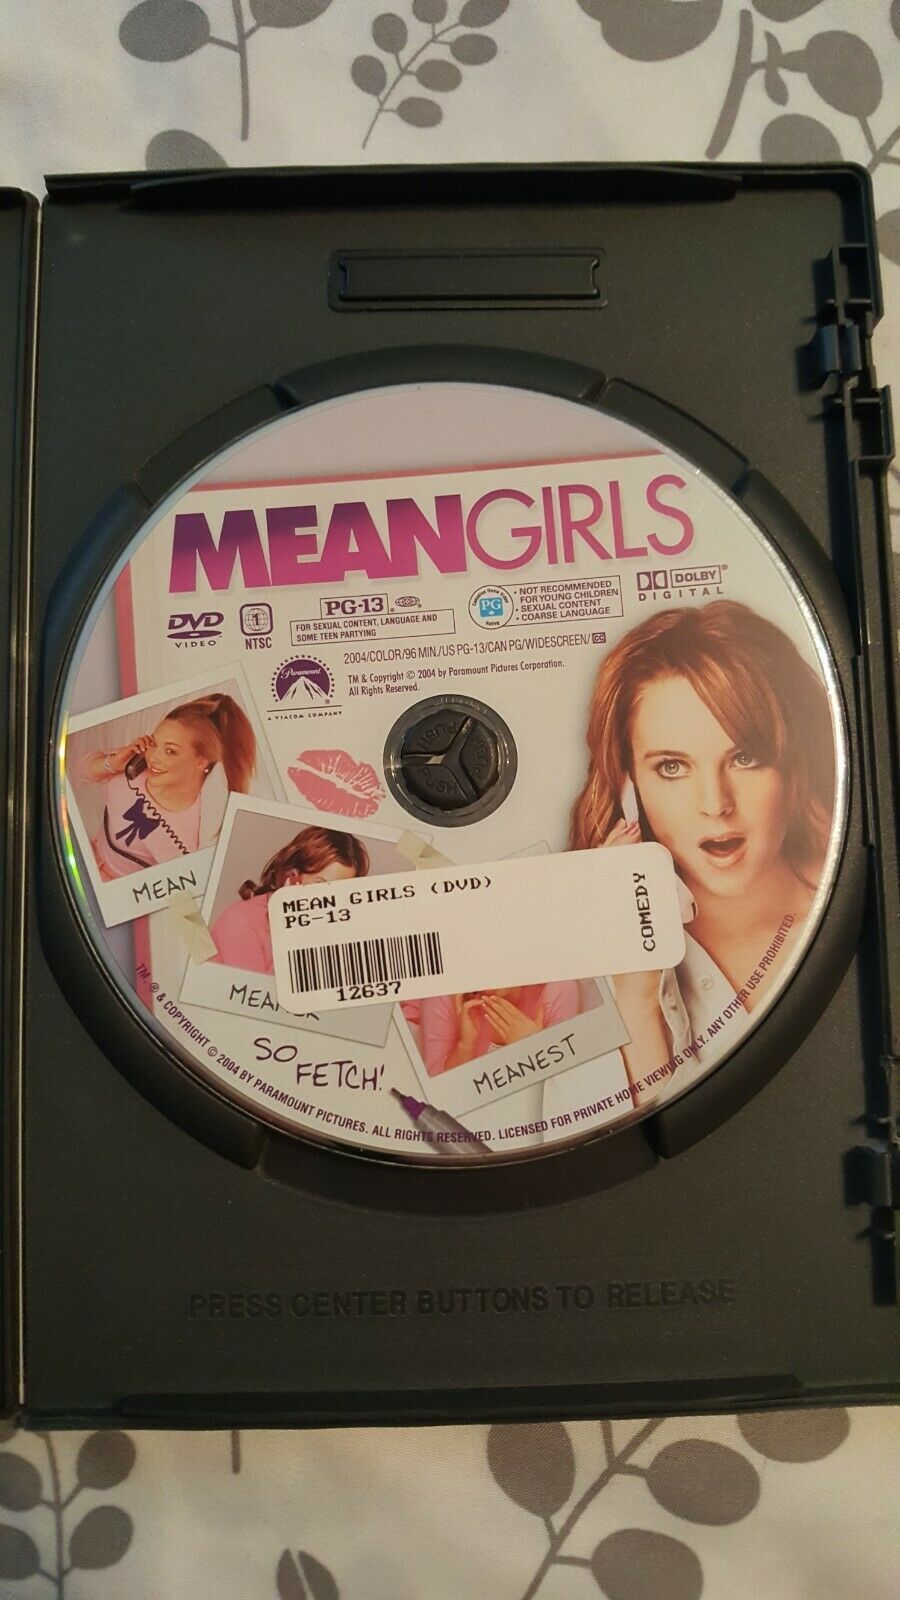 MEANGIRLS
DVD
VIDEO
1
NTSC
PG-13
FOR SEXUAL CONTENT, LANGUAGE AND
SOME TEEN PARTYING
PG
• NOT RECOMMENDED
FOR YOUNG CHILDREN
• SEXUAL CONTENT
• COARSE LANGUAGE
DOLBY
DIGITAL
2004/COLOR/96 MIN./US PG-13/CAN PG/WIDESCREEN/ CC
Paramount
A VIACOM COMPANY
TM & Copyright © 2004 by Paramount Pictures Corporation.
All Rights Reserved.
PUSH
PUSH
PUSH
MEAN
MEAN GIRLS (DVD)
PG-13
12637
COMEDY
MEANEST
SO
FETCH!
TM, ® & COPYRIGHT © 2004 BY PARAMOUNT PICTURES. ALL RIGHTS RESERVED. LICENSED FOR PRIVATE HOME VIEWING ONLY. ANY OTHER USE PROHIBITED.
PRESS CENTER BUTTONS TO RELEASE